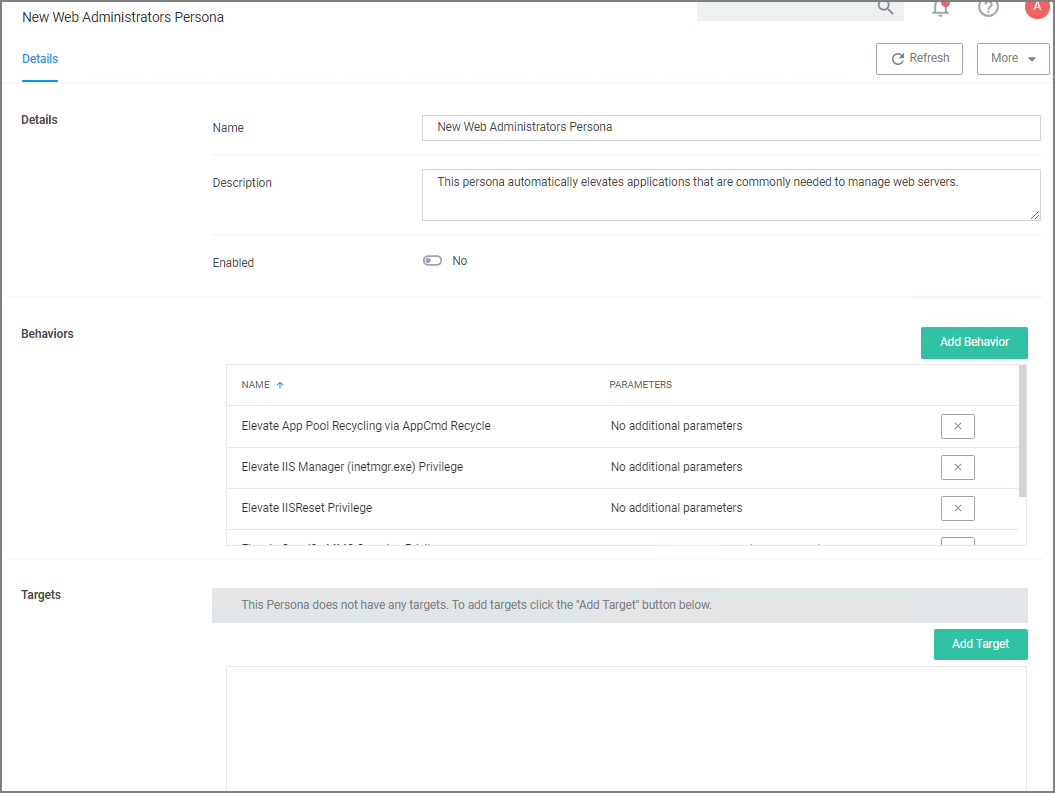 New Web Administrators Persona
A
Details
Refresh
More
Details
Name
New Web Administrators Persona
Description
This persona automatically elevates applications that are commonly needed to manage web servers.
Enabled
No
Behaviors
Add Behavior
NAME PARAMETERS
Elevate App Pool Recycling via AppCmd Recycle No additional parameters
Elevate IIS Manager (inetmgr.exe) Privilege No additional parameters
Elevate IISReset Privilege No additional parameters
Targets
This Persona does not have any targets. To add targets click the "Add Target" button below.
Add Target